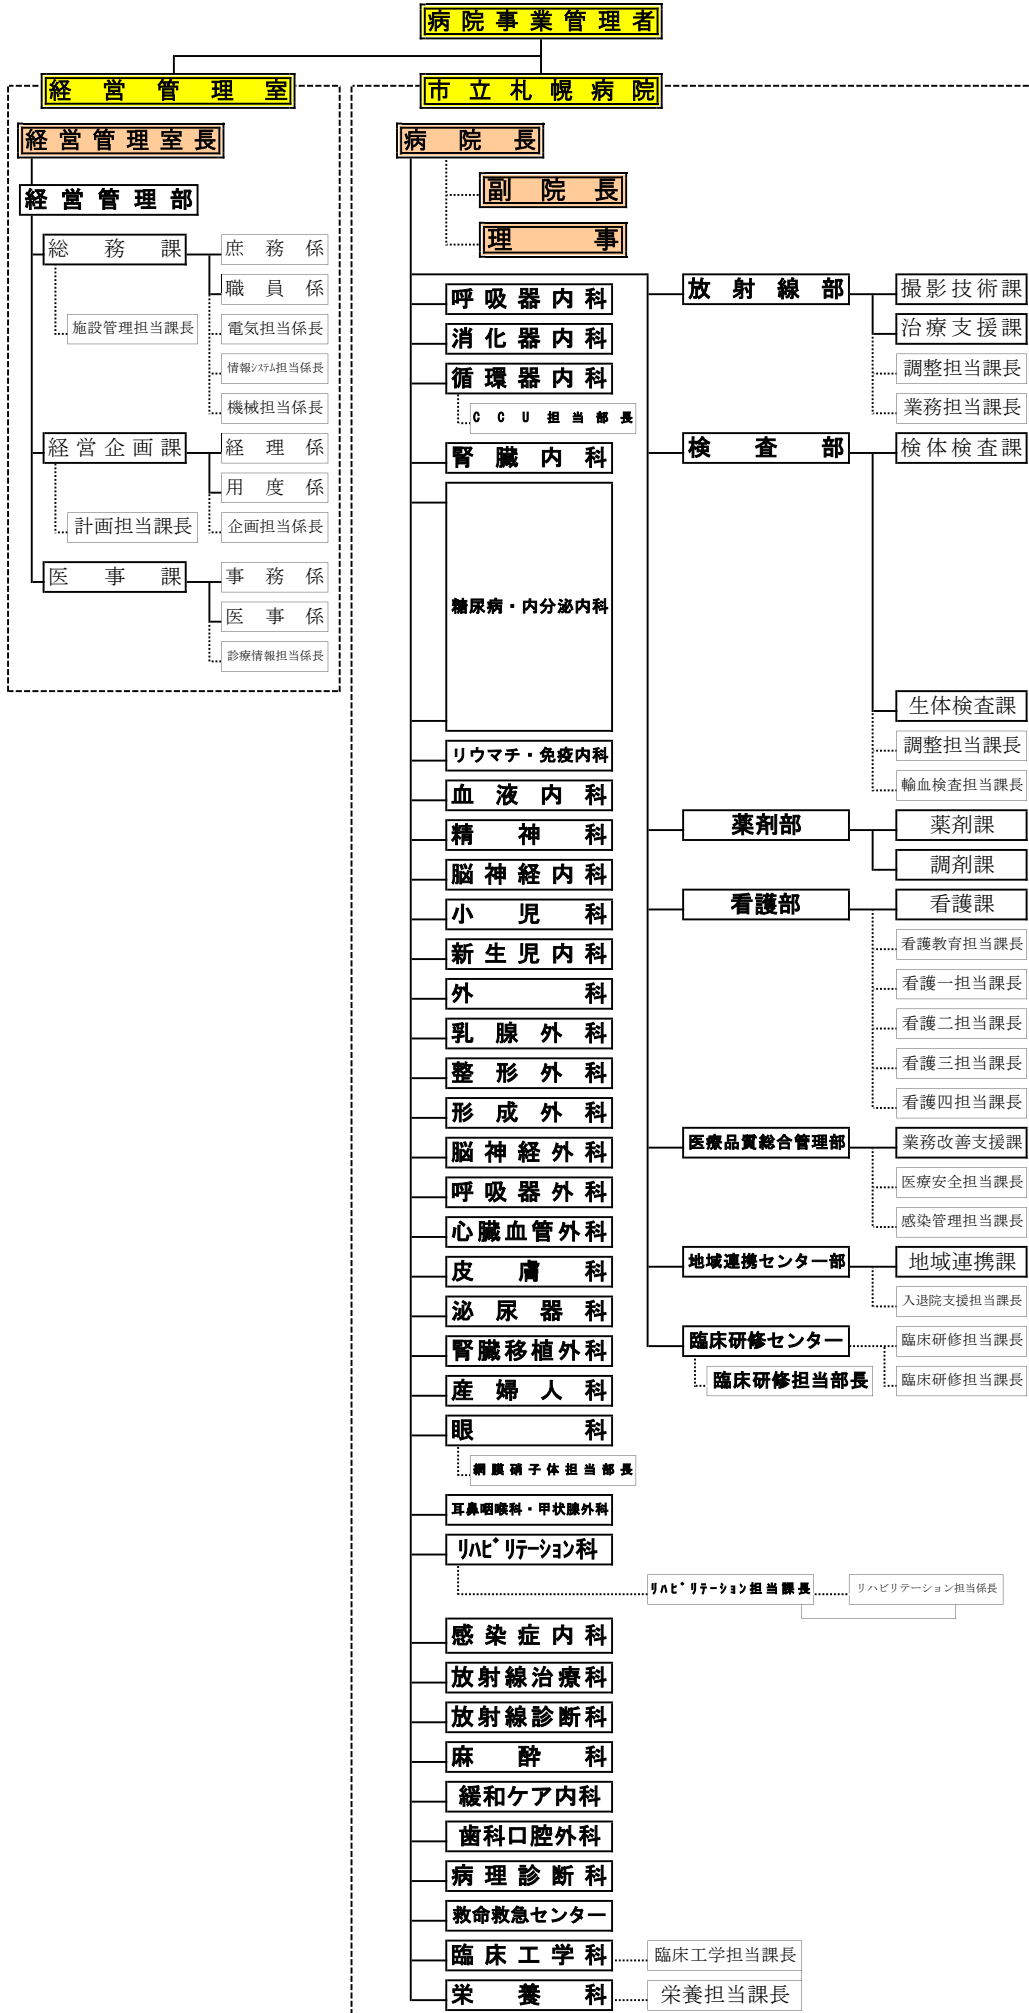 病院事業管理者
経営管理室
経営管理室長
経営管理部
総務課
庶務係
職員係
施設管理担当課長
電気担当係長
情報ｼｽﾃﾑ担当係長
機械担当係長
経営企画課
経理係
用度係
計画担当課長
企画担当係長
医事課
事務係
医事係
診療情報担当係長
市立札幌病院
病院長
副院長
理事
呼吸器内科
消化器内科
循環器内科
ＣＣＵ担当部長
腎臓内科
糖尿病・内分泌内科
リウマチ・免疫内科
血液内科
精神科
脳神経内科
小児科
新生児内科
外科
乳腺外科
整形外科
形成外科
脳神経外科
呼吸器外科
心臓血管外科
皮膚科
泌尿器科
腎臓移植外科
産婦人科
眼科
網膜硝子体担当部長
耳鼻咽喉科・甲状腺外科
ﾘﾊﾋﾞﾘﾃｰｼｮﾝ科
ﾘﾊﾋﾞﾘﾃｰｼｮﾝ担当課長
リハビリテーション担当係長
感染症内科
放射線治療科
放射線診断科
麻酔科
緩和ケア内科
歯科口腔外科
病理診断科
救命救急センター
臨床工学科
臨床工学担当課長
栄養科
栄養担当課長
放射線部
撮影技術課
治療支援課
調整担当課長
業務担当課長
検査部
検体検査課
生体検査課
調整担当課長
輸血検査担当課長
薬剤部
薬剤課
調剤課
看護部
看護課
看護教育担当課長
看護一担当課長
看護二担当課長
看護三担当課長
看護四担当課長
医療品質総合管理部
業務改善支援課
医療安全担当課長
感染管理担当課長
地域連携センター部
地域連携課
入退院支援担当課長
臨床研修センター
臨床研修担当課長
臨床研修担当部長
臨床研修担当課長